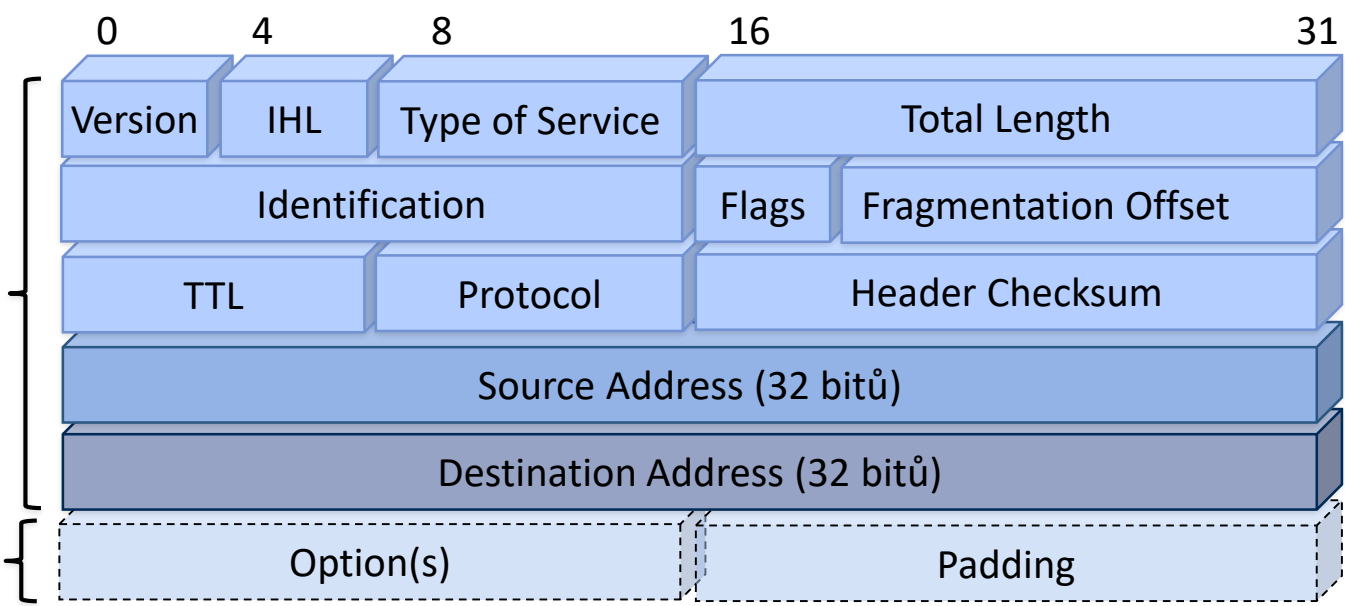 0 4 8 16 31
Version IHL Type of Service Total Length
Identification Flags Fragmentation Offset
TTL Protocol Header Checksum
Source Address (32 bitů)
Destination Address (32 bitů)
Option(s) Padding